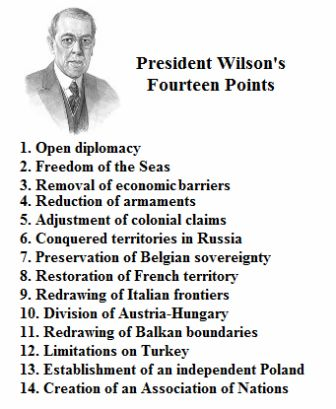 President Wilson's
Fourteen Points
1. Open diplomacy
2. Freedom of the Seas
3. Removal of economic barriers
4. Reduction of armaments
5. Adjustment of colonial claims
6. Conquered territories in Russia
7. Preservation of Belgian sovereignty
8. Restoration of French territory
9. Redrawing of Italian frontiers
10. Division of Austria-Hungary
11. Redrawing of Balkan boundaries
12. Limitations on Turkey
13. Establishment of an independent Poland
14. Creation of an Association of Nations